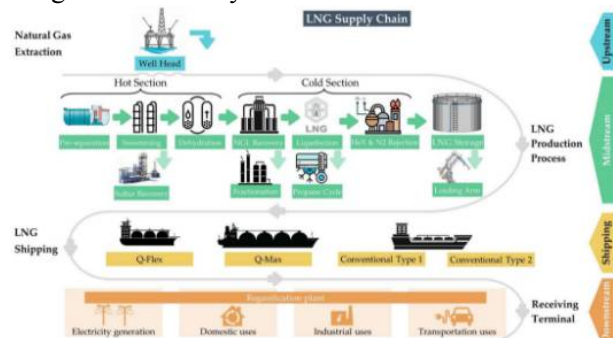 LNG Supply Chain
Natural Gas
Extraction
Well Head
Upstream
Hot Section
Cold Section
Pre-separation
Sweetening
Dehydration
NGL Recovery
LNG
Liquefaction
HeX & N2 Rejection
LNG Storage
Sulfur Recovery
Fractionation
Propane Cycle
Loading Arm
LNG
Production
Process
Midstream
LNG
Shipping
Q-Flex
Q-Max
Conventional Type 1
Conventional Type 2
Shipping
Regasification plant
Electricity generation
Domestic uses
Industrial uses
Transportation uses
Receiving
Terminal
Downstream